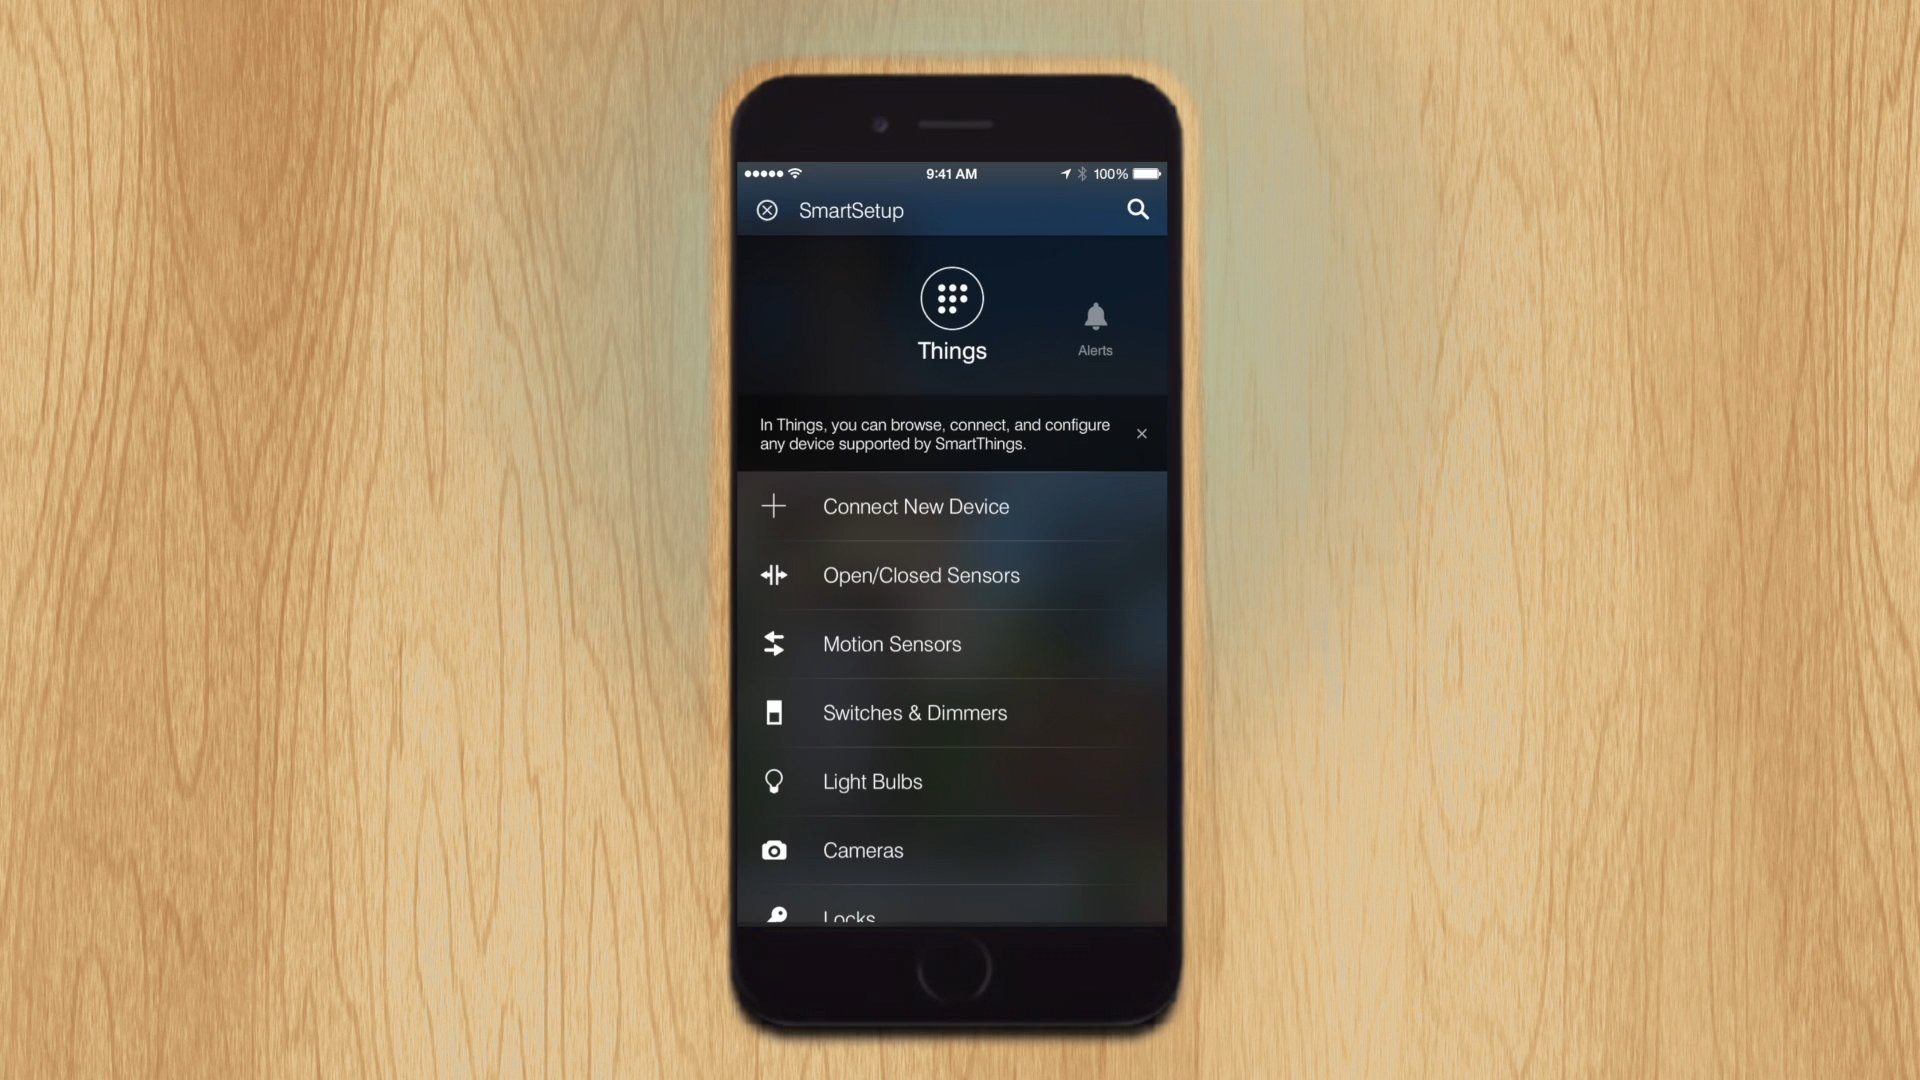 9:41 AM
100%
SmartSetup
Things
Alerts
In Things, you can browse, connect, and configure
any device supported by SmartThings.
Connect New Device
Open/Closed Sensors
Motion Sensors
Switches & Dimmers
Light Bulbs
Cameras
Locks